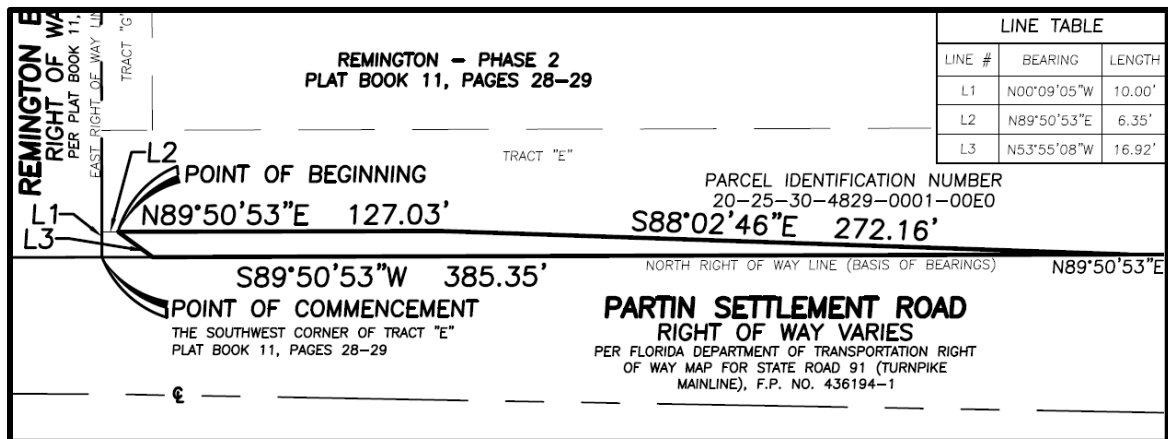 REMINGTON B
RIGHT OF WA
PER PLAT BOOK 11,
EAST RIGHT OF WAY LIN
TRACT "G"
REMINGTON – PHASE 2
PLAT BOOK 11, PAGES 28–29
LINE TABLE
LINE # BEARING LENGTH
L1 N00°09'05"W 10.00'
L2 N89°50'53"E 6.35'
L3 N53°55'08"W 16.92'
TRACT "E"
L2
POINT OF BEGINNING
PARCEL IDENTIFICATION NUMBER
20–25–30–4829–0001–00E0
L1
N89°50'53"E 127.03'
S88°02'46"E 272.16'
L3
S89°50'53"W 385.35'
NORTH RIGHT OF WAY LINE (BASIS OF BEARINGS)
N89°50'53"E
POINT OF COMMENCEMENT
THE SOUTHWEST CORNER OF TRACT "E"
PLAT BOOK 11, PAGES 28–29
PARTIN SETTLEMENT ROAD
RIGHT OF WAY VARIES
PER FLORIDA DEPARTMENT OF TRANSPORTATION RIGHT
OF WAY MAP FOR STATE ROAD 91 (TURNPIKE
MAINLINE), F.P. NO. 436194–1
℄